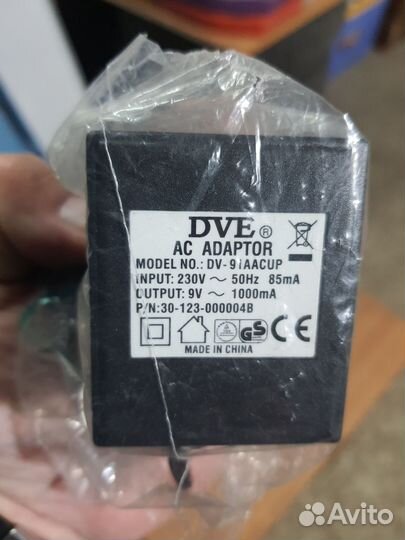 DVE®
AC ADAPTOR
MODEL NO.: DV-91AACUP
INPUT: 230V ~ 50Hz 85mA
OUTPUT: 9V ~ 1000mA
P/N:30-123-000004B
GS CE
MADE IN CHINA
Avito